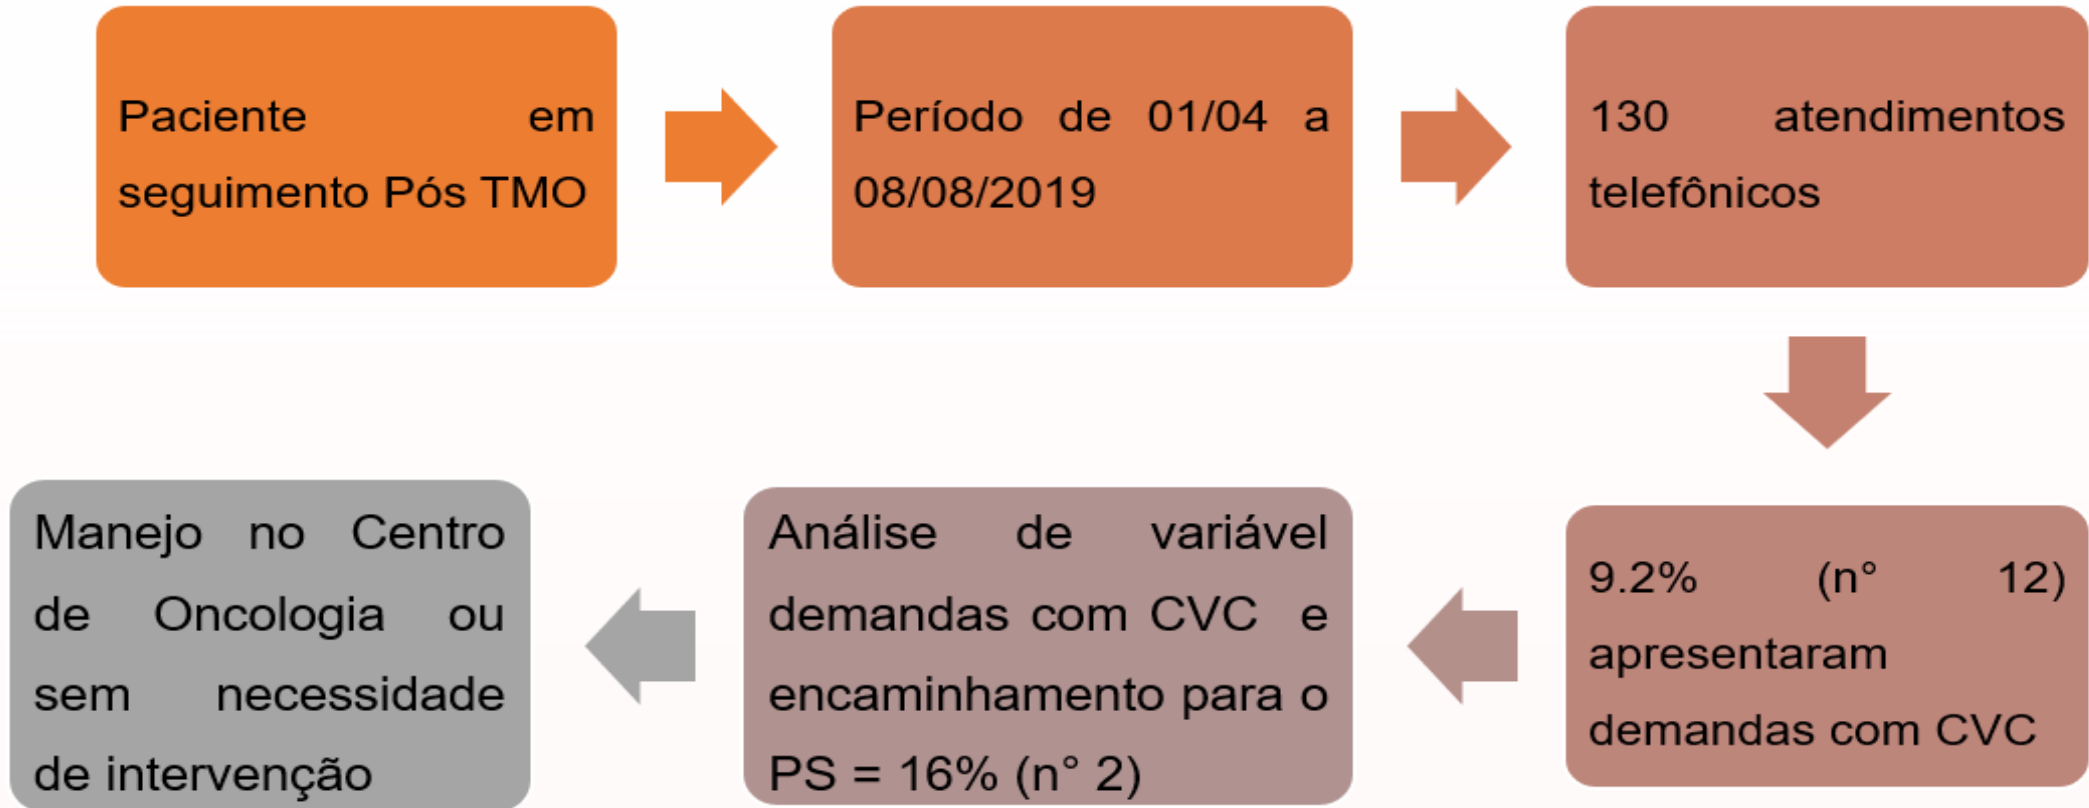 Paciente em
seguimento Pós TMO
Período de 01/04 a
08/08/2019
130 atendimentos
telefônicos
9.2% (n° 12)
apresentaram
demandas com CVC
Análise de variável
demandas com CVC e
encaminhamento para o
PS = 16% (n° 2)
Manejo no Centro
de Oncologia ou
sem necessidade
de intervenção